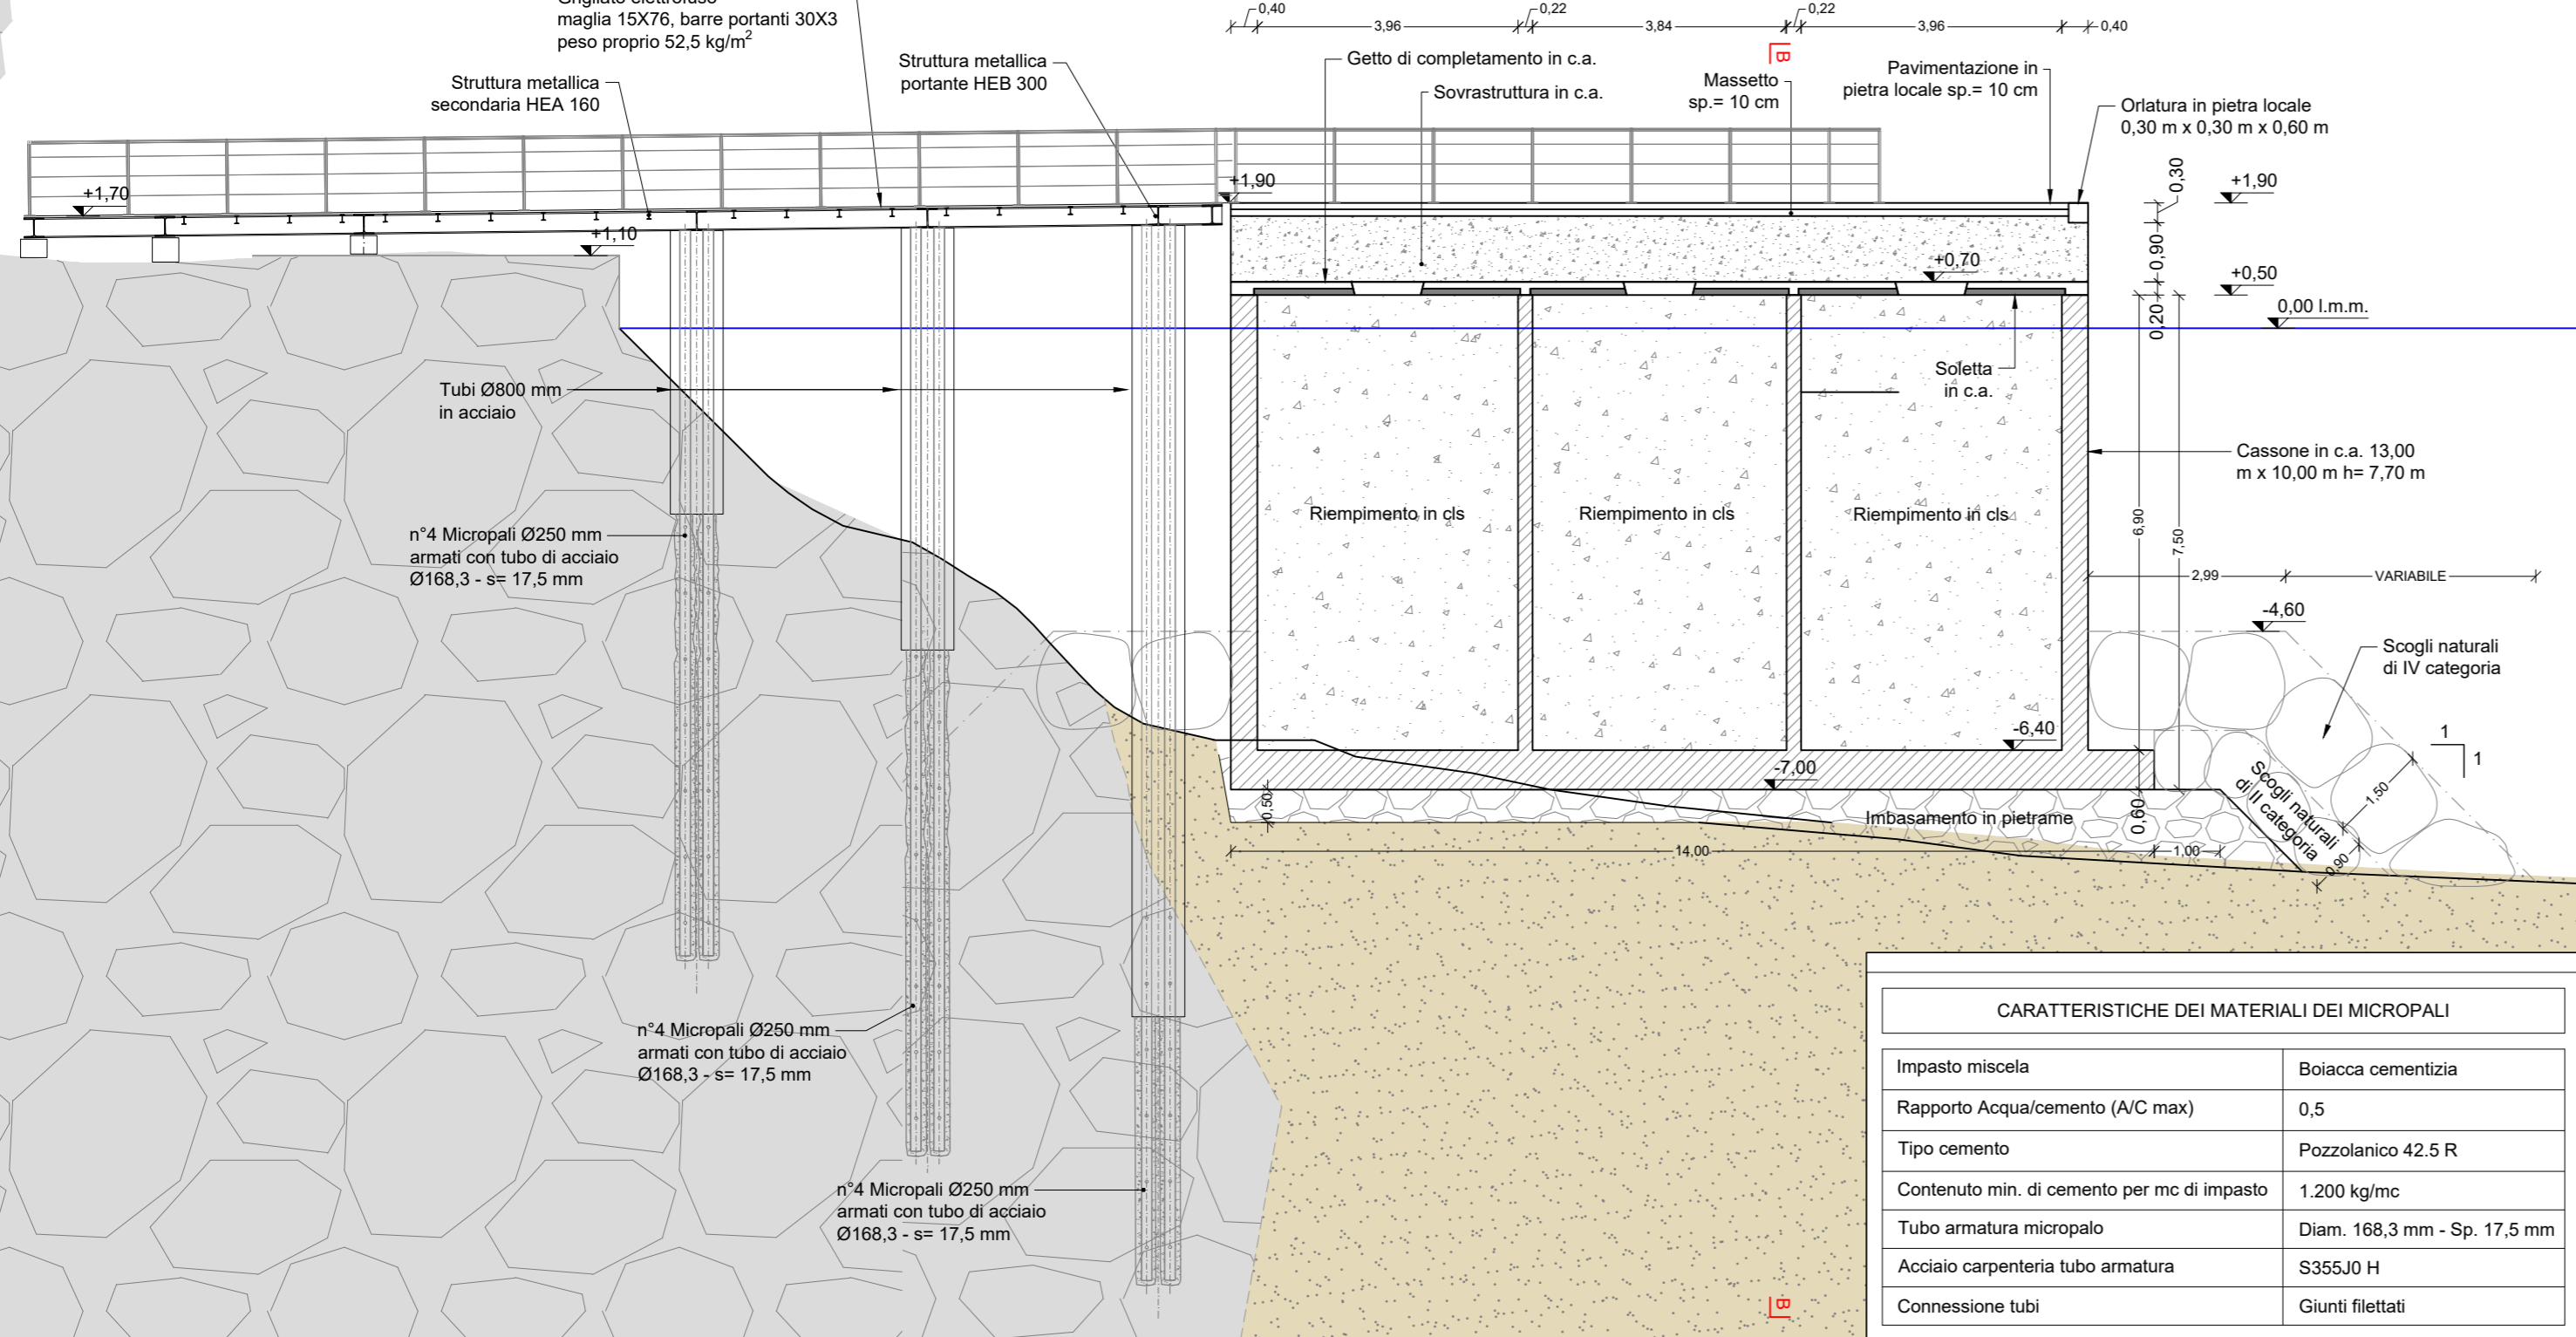 Grigliato elettrofuso
maglia 15X76, barre portanti 30X3
peso proprio 52,5 kg/m²
Struttura metallica
secondaria HEA 160
Struttura metallica
portante HEB 300
0,40
3,96
0,22
3,84
0,22
3,96
0,40
B
Getto di completamento in c.a.
Sovrastruttura in c.a.
Massetto
sp.= 10 cm
Pavimentazione in
pietra locale sp.= 10 cm
Orlatura in pietra locale
0,30 m x 0,30 m x 0,60 m
+1,70
+1,10
+1,90
+0,70
0,30
0,90
0,20
+1,90
+0,50
0,00 l.m.m.
Tubi Ø800 mm
in acciaio
Soletta
in c.a.
Cassone in c.a. 13,00
m x 10,00 m h= 7,70 m
n°4 Micropali Ø250 mm
armati con tubo di acciaio
Ø168,3 - s= 17,5 mm
Riempimento in cls
Riempimento in cls
Riempimento in cls
6,90
7,50
2,99
VARIABILE
-4,60
Scogli naturali
di IV categoria
-6,40
-7,00
1
1
0,50
Imbasamento in pietrame
0,60
Scogli naturali
di II categoria
1,50
0,90
14,00
1,00
n°4 Micropali Ø250 mm
armati con tubo di acciaio
Ø168,3 - s= 17,5 mm
n°4 Micropali Ø250 mm
armati con tubo di acciaio
Ø168,3 - s= 17,5 mm
B
CARATTERISTICHE DEI MATERIALI DEI MICROPALI
Impasto miscela Boiacca cementizia
Rapporto Acqua/cemento (A/C max) 0,5
Tipo cemento Pozzolanico 42.5 R
Contenuto min. di cemento per mc di impasto 1.200 kg/mc
Tubo armatura micropalo Diam. 168,3 mm - Sp. 17,5 mm
Acciaio carpenteria tubo armatura S355J0 H
Connessione tubi Giunti filettati